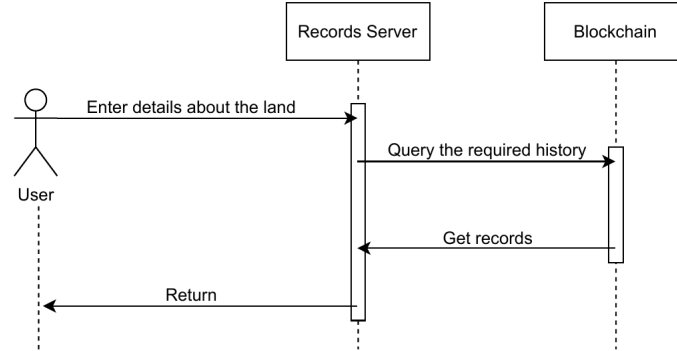 Records Server
Blockchain
Enter details about the land
Query the required history
User
Get records
Return